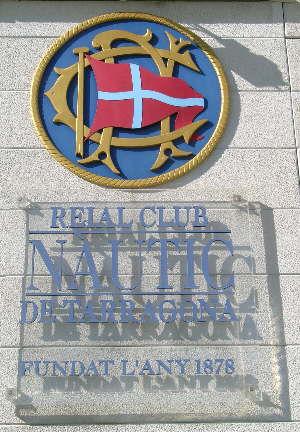 REIAL CLUB
NAUTIC
DE TARRAGONA
FUNDAT L'ANY 1878